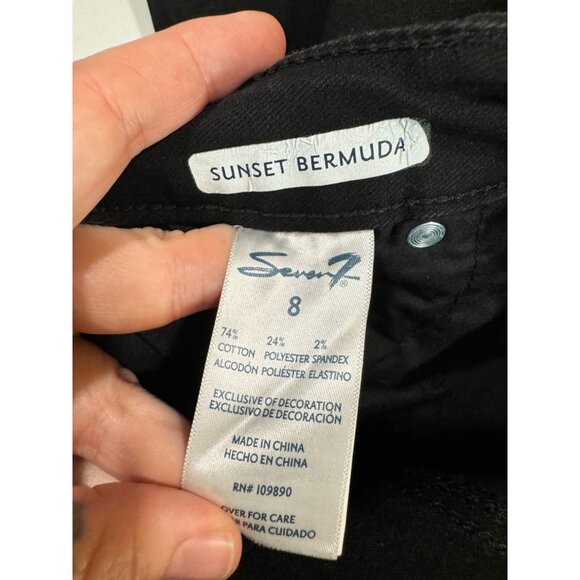 SUNSET BERMUDA
Seven7®
8
74% 24% 2%
COTTON POLYESTER SPANDEX
ALGODÓN POLIÉSTER ELASTINO
EXCLUSIVE OF DECORATION
EXCLUSIVO DE DECORACIÓN
MADE IN CHINA
HECHO EN CHINA
RN# 109890
OVER FOR CARE
PARA CUIDADO